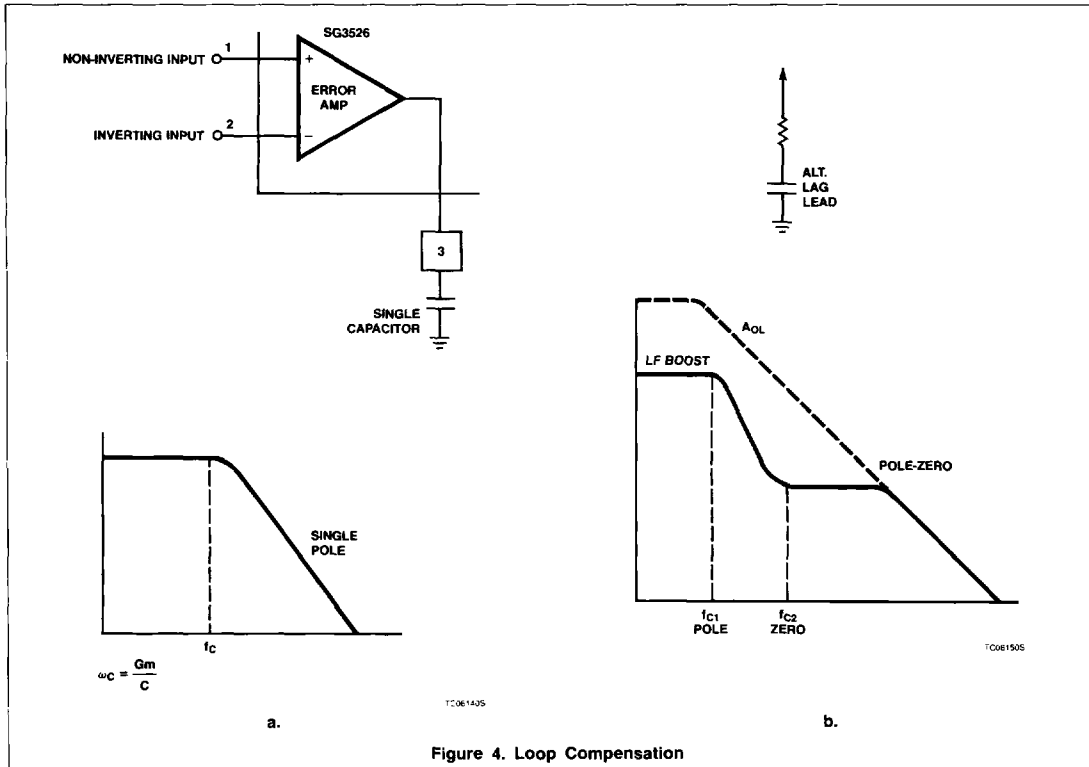 SG3526
NON-INVERTING INPUT 1
+
ERROR
AMP
INVERTING INPUT 2
−
3
SINGLE
CAPACITOR
ALT.
LAG
LEAD
SINGLE
POLE
fC
ωC = Gm
C
TC06140S
a.
AOL
LF BOOST
POLE-ZERO
fC1
POLE
fC2
ZERO
TC06150S
b.
Figure 4. Loop Compensation